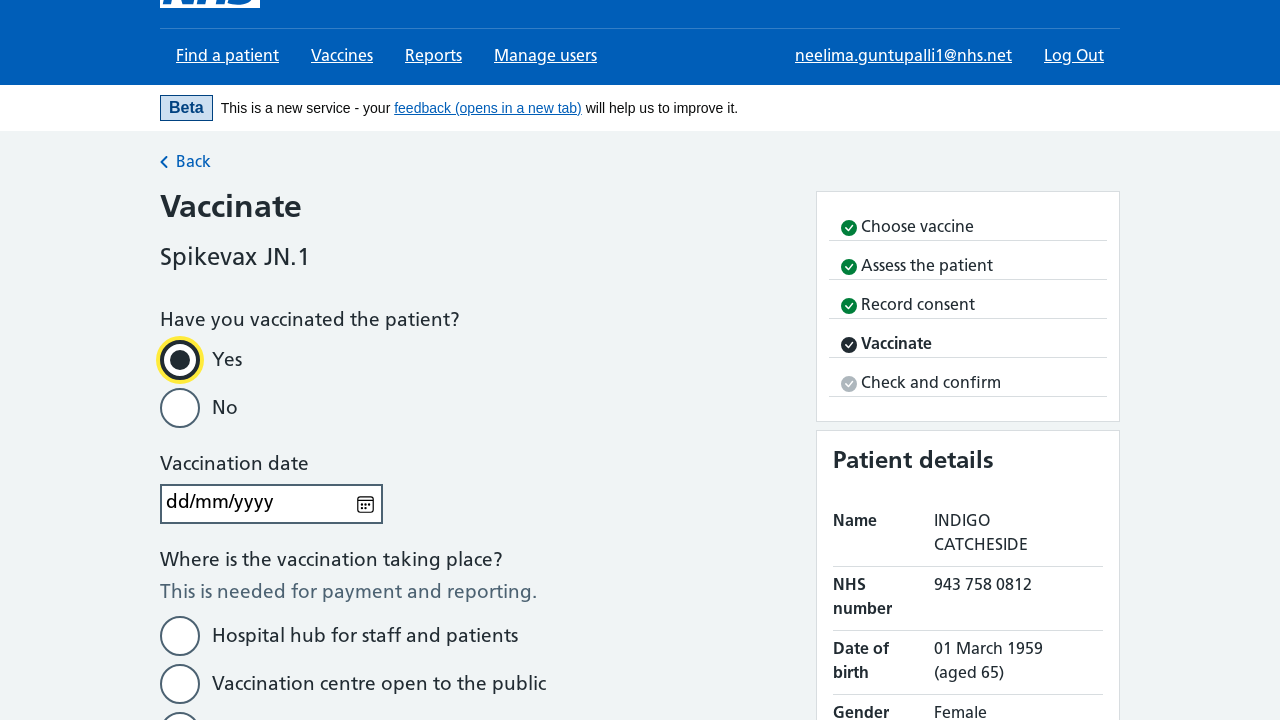 NHS
Find a patient
Vaccines
Reports
Manage users
neelima.guntupalli1@nhs.net
Log Out
Beta
This is a new service - your feedback (opens in a new tab) will help us to improve it.
Back
Vaccinate
Spikevax JN.1
Have you vaccinated the patient?
Yes
No
Vaccination date
dd/mm/yyyy
Where is the vaccination taking place?
This is needed for payment and reporting.
Hospital hub for staff and patients
Vaccination centre open to the public
Choose vaccine
Assess the patient
Record consent
Vaccinate
Check and confirm
Patient details
Name
INDIGO
CATCHESIDE
NHS
number
943 758 0812
Date of
birth
01 March 1959
(aged 65)
Gender
Female